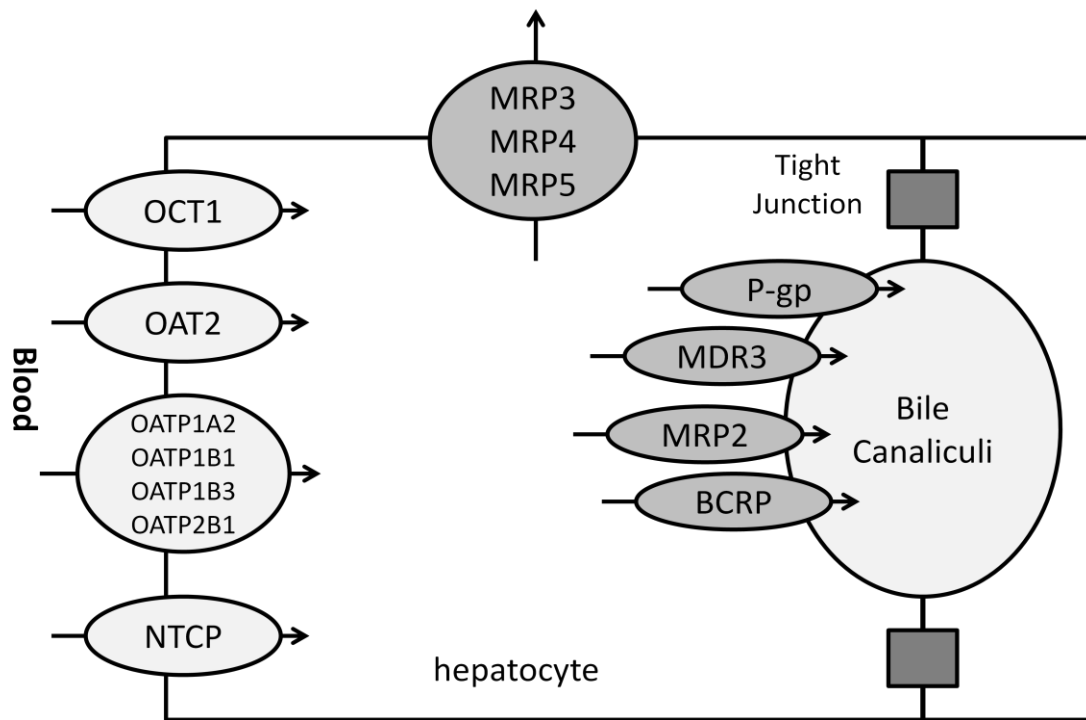 MRP3
MRP4
MRP5
Tight
Junction
OCT1
P-gp
OAT2
MDR3
Blood
OATP1A2
OATP1B1
OATP1B3
OATP2B1
MRP2
Bile
Canaliculi
BCRP
NTCP
hepatocyte